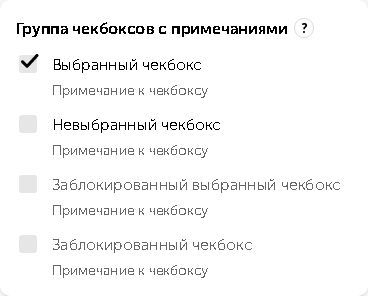 Группа чекбоксов с примечаниями ?
Выбранный чекбокс
Примечание к чекбоксу
Невыбранный чекбокс
Примечание к чекбоксу
Заблокированный выбранный чекбокс
Примечание к чекбоксу
Заблокированный чекбокс
Примечание к чекбоксу